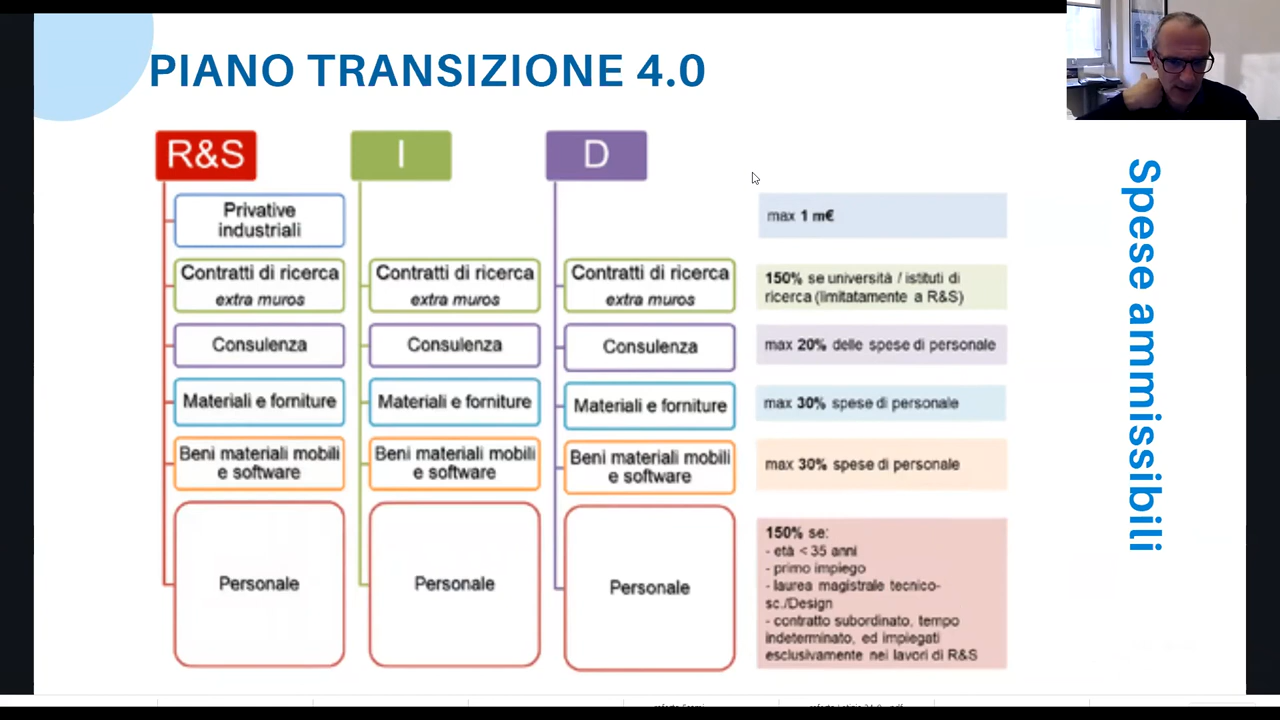 PIANO TRANSIZIONE 4.0
R&S
I
D
Privative
industriali
max 1 m€
Contratti di ricerca
extra muros
Contratti di ricerca
extra muros
Contratti di ricerca
extra muros
150% se università / istituti di
ricerca (limitatamente a R&S)
Consulenza
Consulenza
Consulenza
max 20% delle spese di personale
Materiali e forniture
Materiali e forniture
Materiali e forniture
max 30% spese di personale
Beni materiali mobili
e software
Beni materiali mobili
e software
Beni materiali mobili
e software
max 30% spese di personale
Personale
Personale
Personale
150% se:
- età < 35 anni
- primo impiego
- laurea magistrale tecnico-
sc./Design
- contratto subordinato, tempo
indeterminato, ed impiegati
esclusivamente nei lavori di R&S
Spese ammissibili